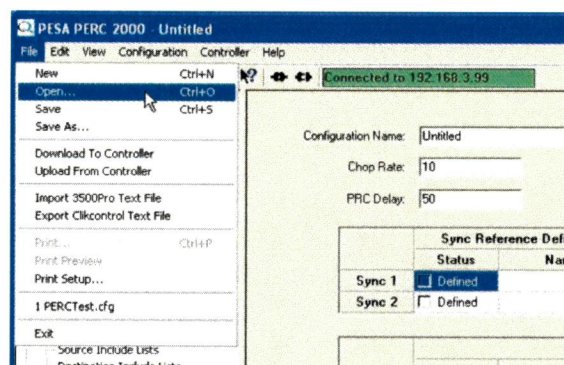 PESA PERC 2000 - Untitled
File Edit View Configuration Controller Help
Connected to 192.168.3.99
New Ctrl+N
Open... Ctrl+O
Save Ctrl+S
Save As...
Download To Controller
Upload From Controller
Import 3500Pro Text File
Export Clikcontrol Text File
Print... Ctrl+P
Print Preview
Print Setup...
1 PERCTest.cfg
Exit
Source Include Lists
Destination Include Lists
Configuration Name: Untitled
Chop Rate: 10
PRC Delay: 50
Sync Reference Defi
Status Nar
Sync 1 Defined
Sync 2 Defined